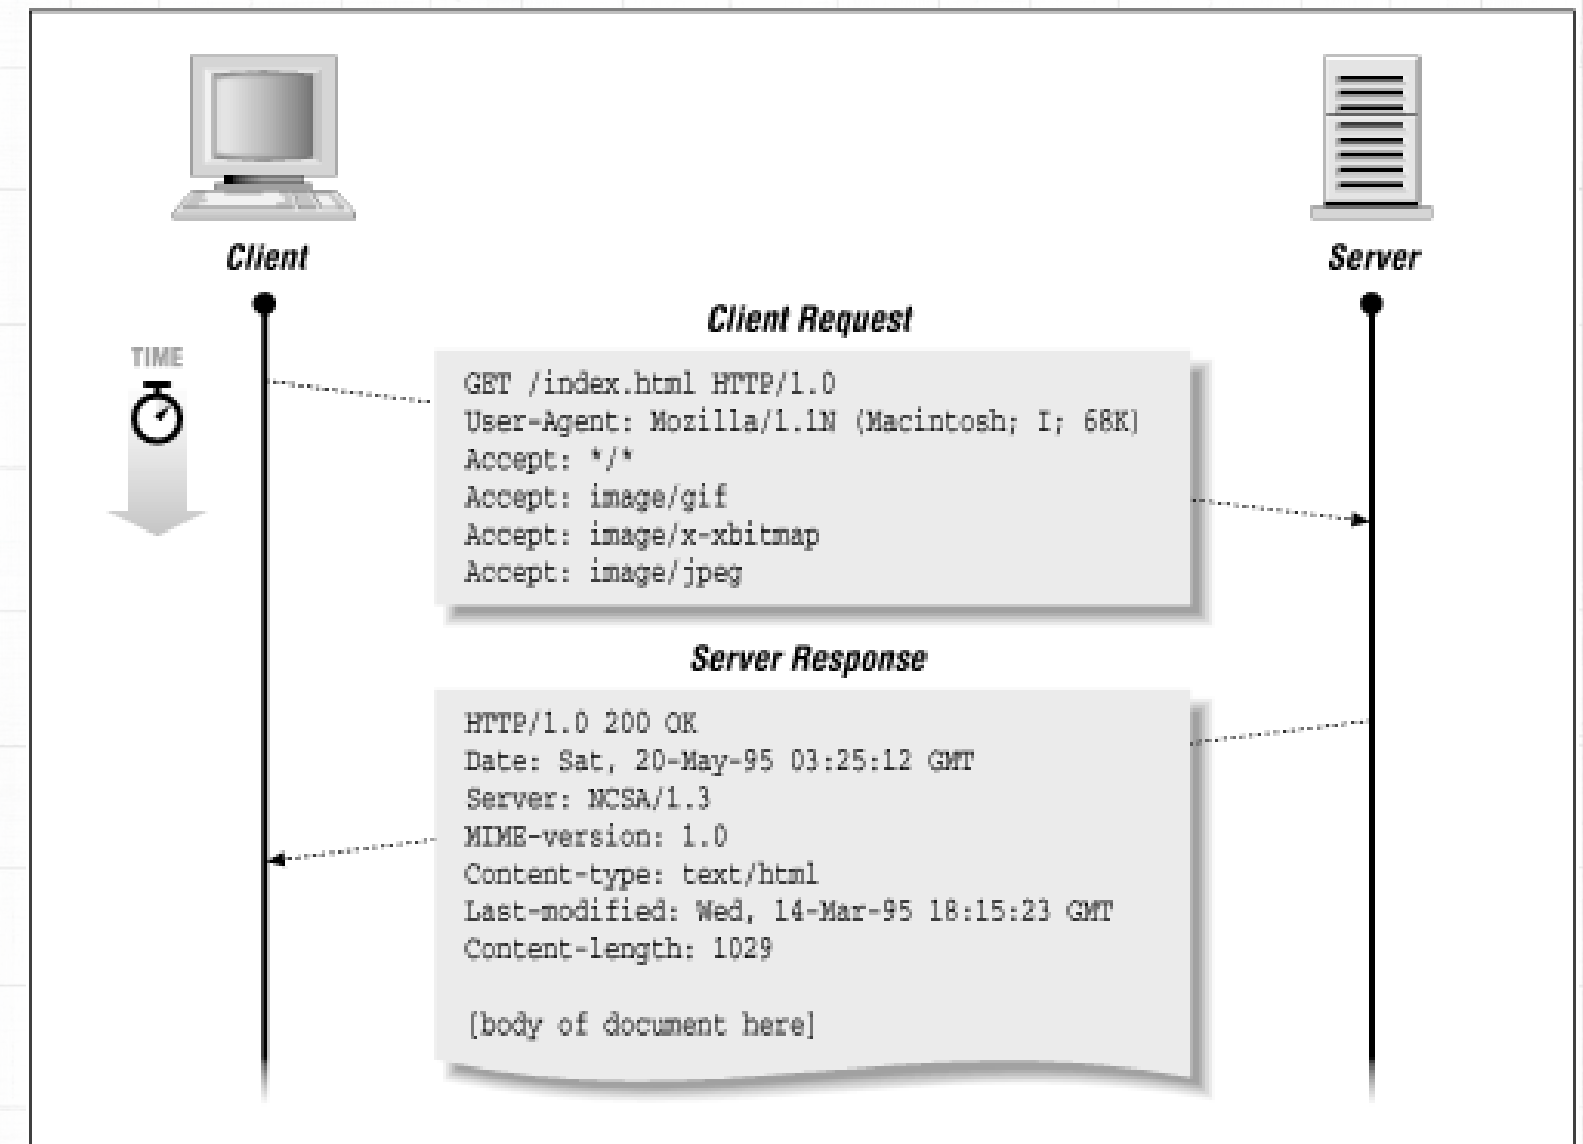 Client
Server
TIME
Client Request
GET /index.html HTTP/1.0
User-Agent: Mozilla/1.1N (Macintosh; I; 68K)
Accept: */*
Accept: image/gif
Accept: image/x-xbitmap
Accept: image/jpeg
Server Response
HTTP/1.0 200 OK
Date: Sat, 20-May-95 03:25:12 GMT
Server: NCSA/1.3
MIME-version: 1.0
Content-type: text/html
Last-modified: Wed, 14-Mar-95 18:15:23 GMT
Content-length: 1029
[body of document here]